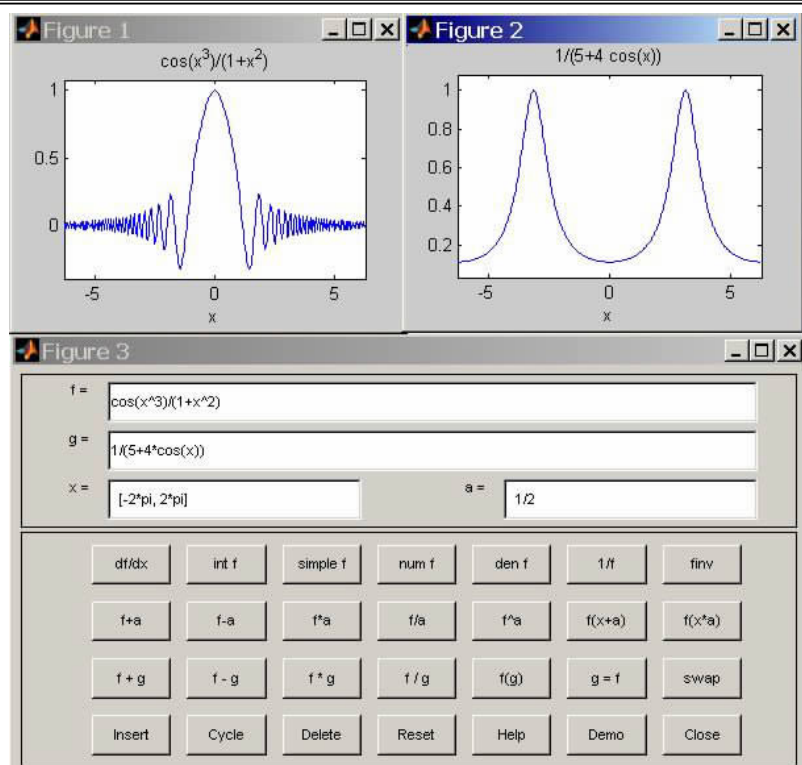 Figure 1
cos(x³)/(1+x²)
1
0.5
0
-5 0 5
x
Figure 2
1/(5+4 cos(x))
1
0.8
0.6
0.4
0.2
-5 0 5
x
Figure 3
f = cos(x^3)/(1+x^2)
g = 1/(5+4*cos(x))
x = [-2*pi, 2*pi] a = 1/2
df/dx int f simple f num f den f 1/f finv
f+a f-a f*a f/a f^a f(x+a) f(x*a)
f + g f - g f * g f / g f(g) g = f swap
Insert Cycle Delete Reset Help Demo Close